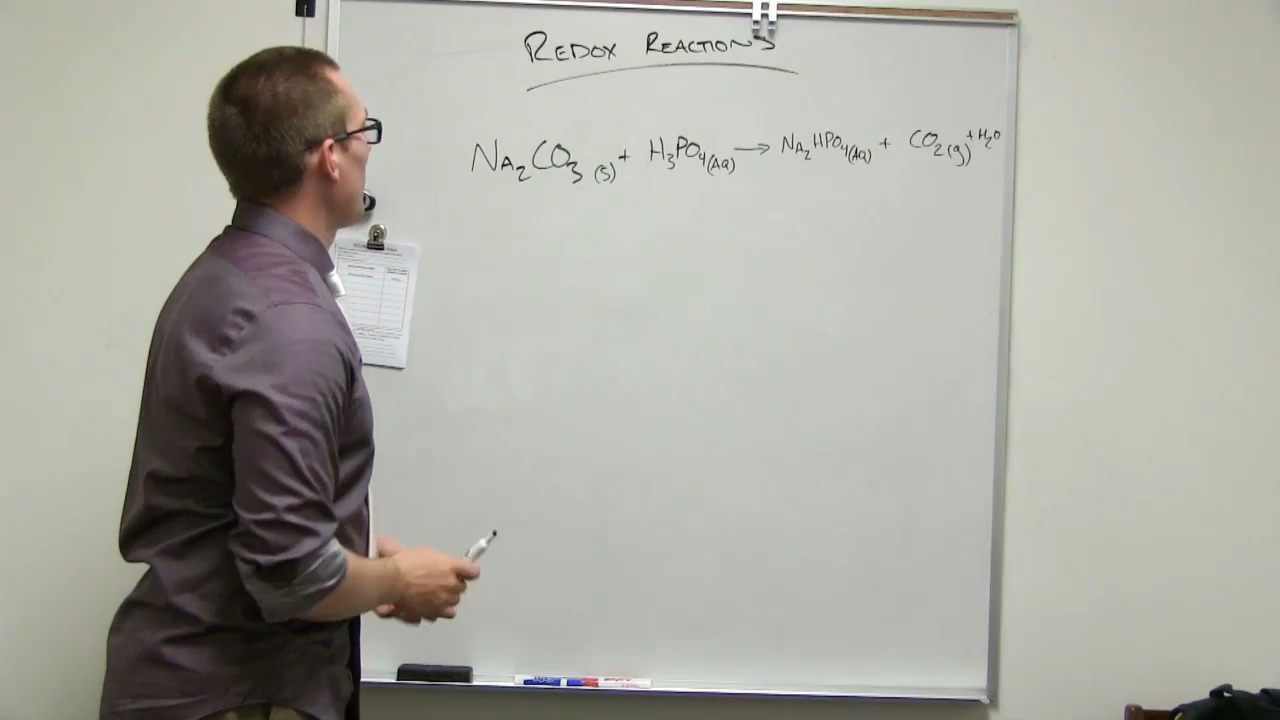 REDOX REACTIONS
NA₂CO₃ (S) + H₃PO₄(AQ) → NA₂HPO₄(AQ) + CO₂(g) + H₂O